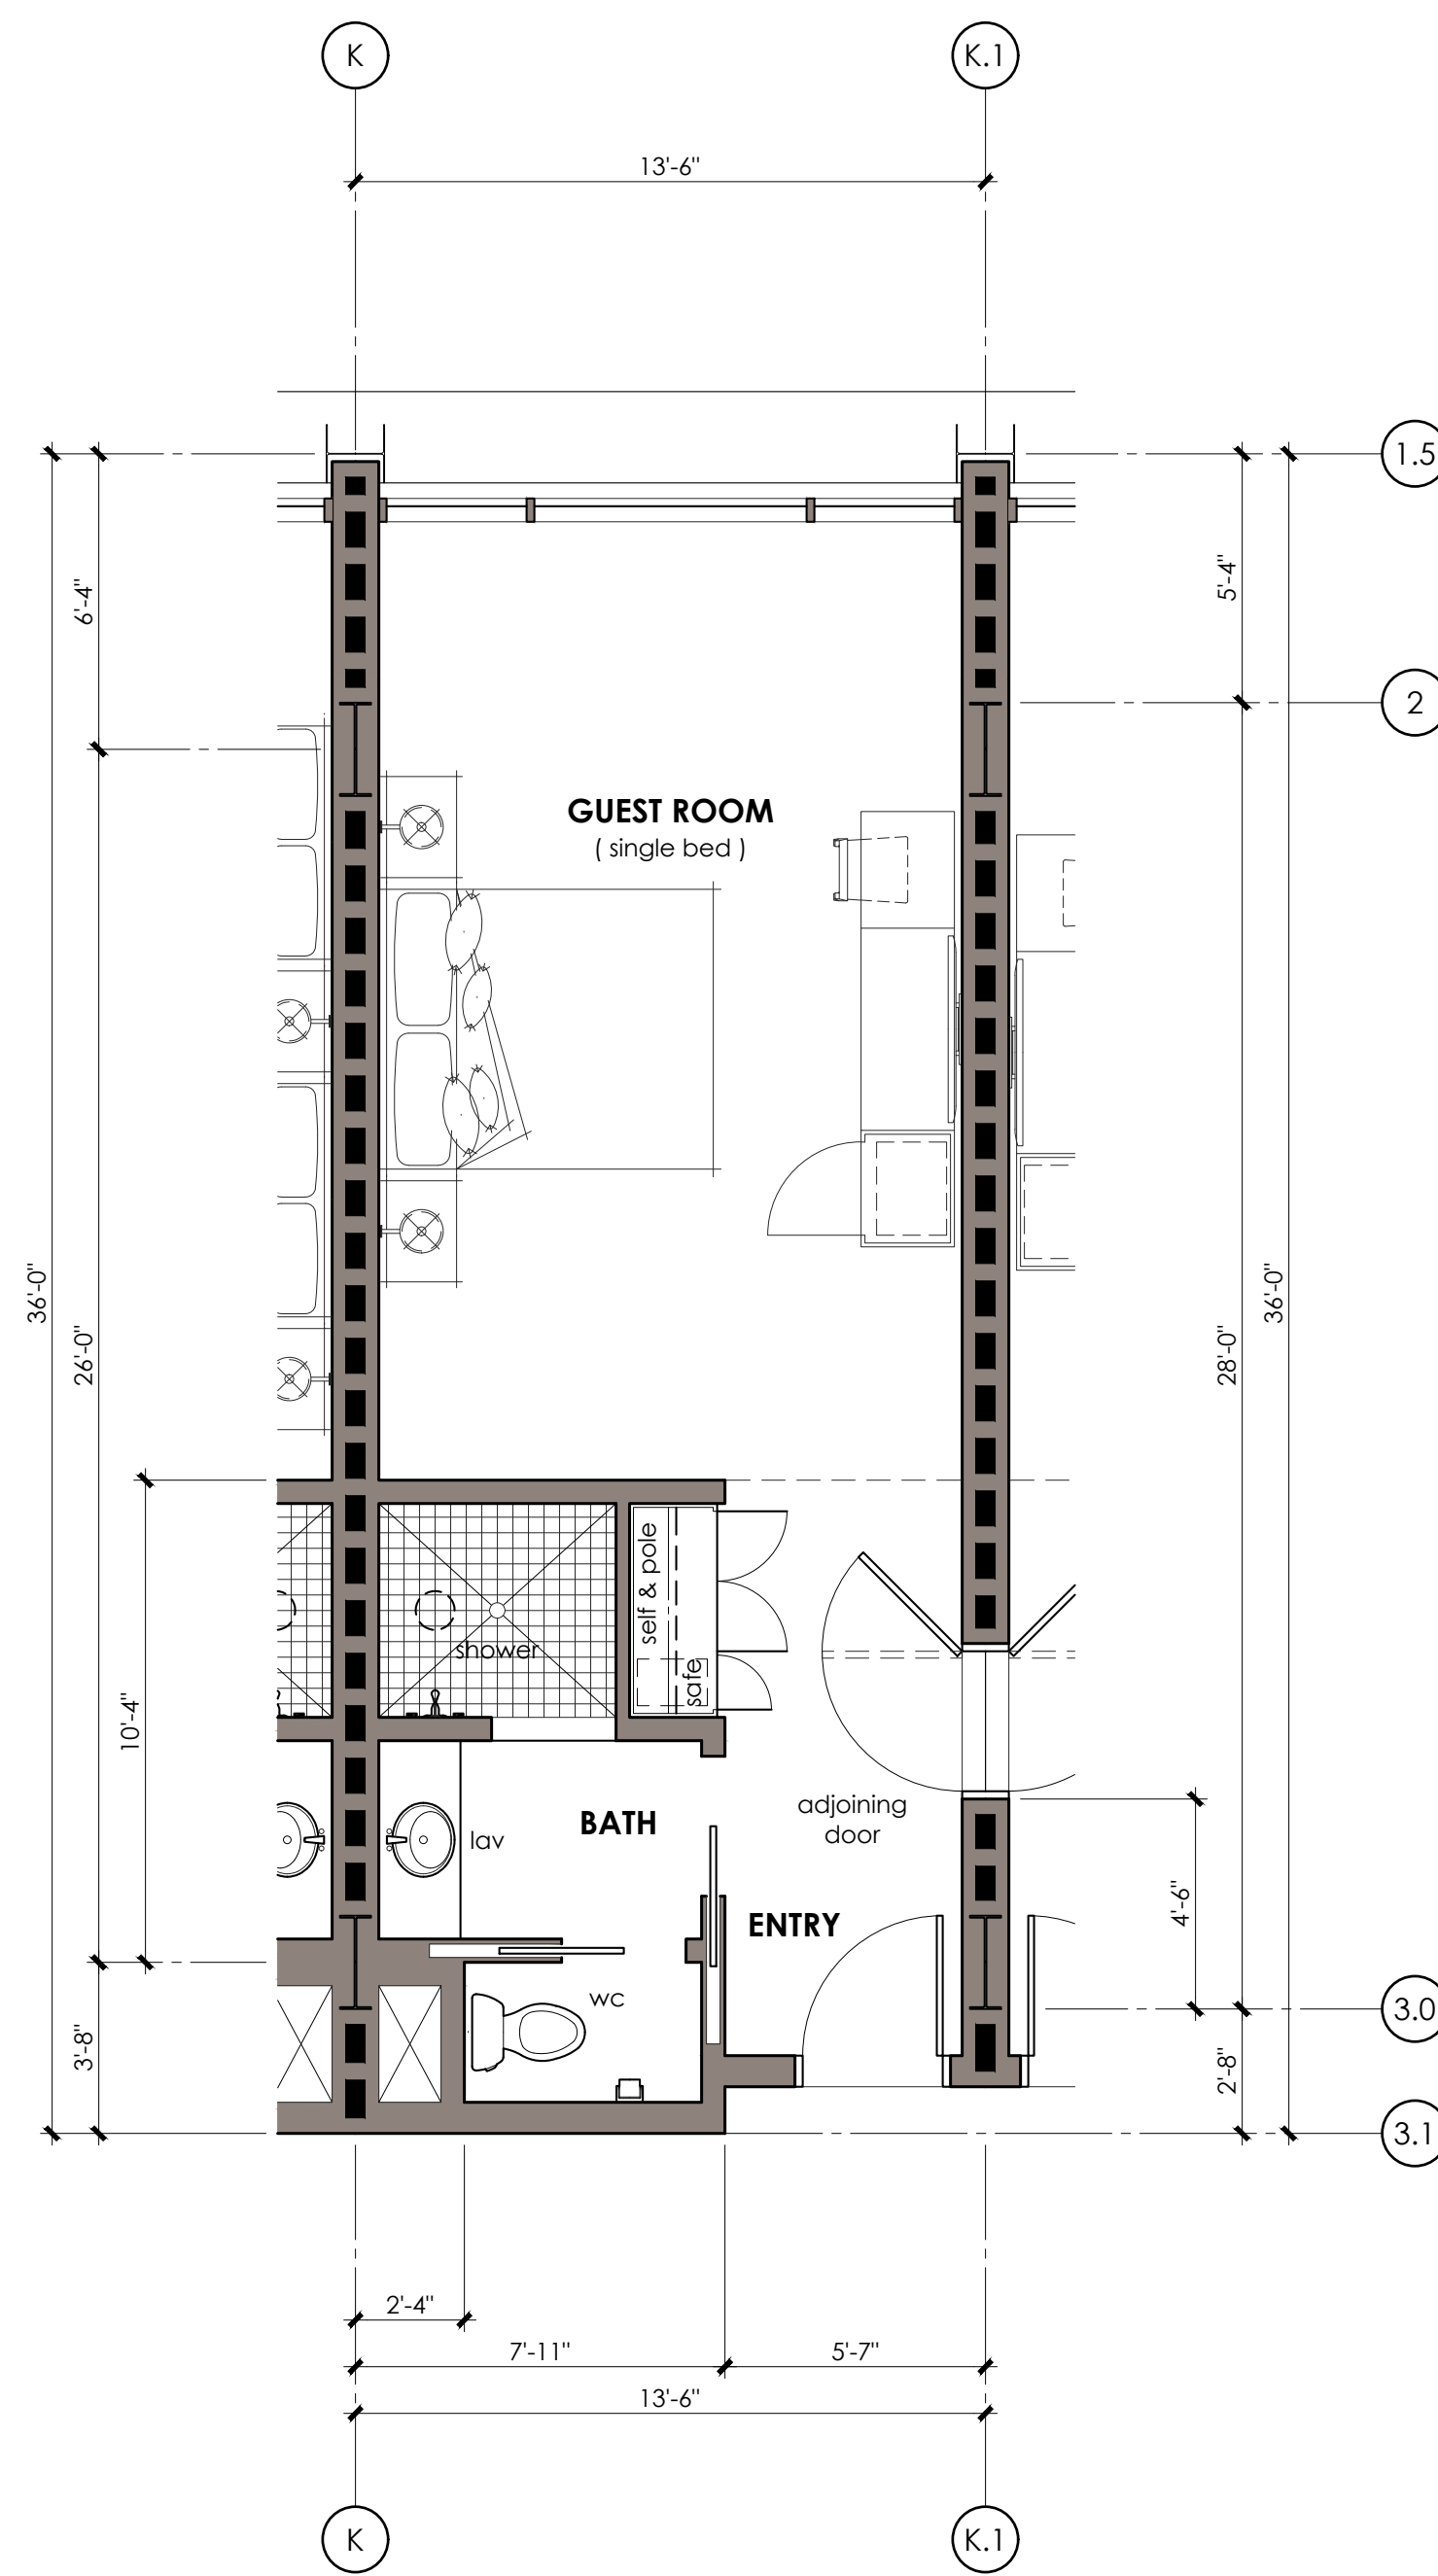 K
K.1
13'-6"
1.5
6'-4"
5'-4"
2
GUEST ROOM
( single bed )
36'-0"
26'-0"
28'-0"
36'-0"
self & pole
shower
safe
10'-4"
adjoining
door
BATH
lav
4'-6"
ENTRY
wc
3.0
3'-8"
2'-8"
3.1
2'-4"
7'-11"
5'-7"
13'-6"
K
K.1